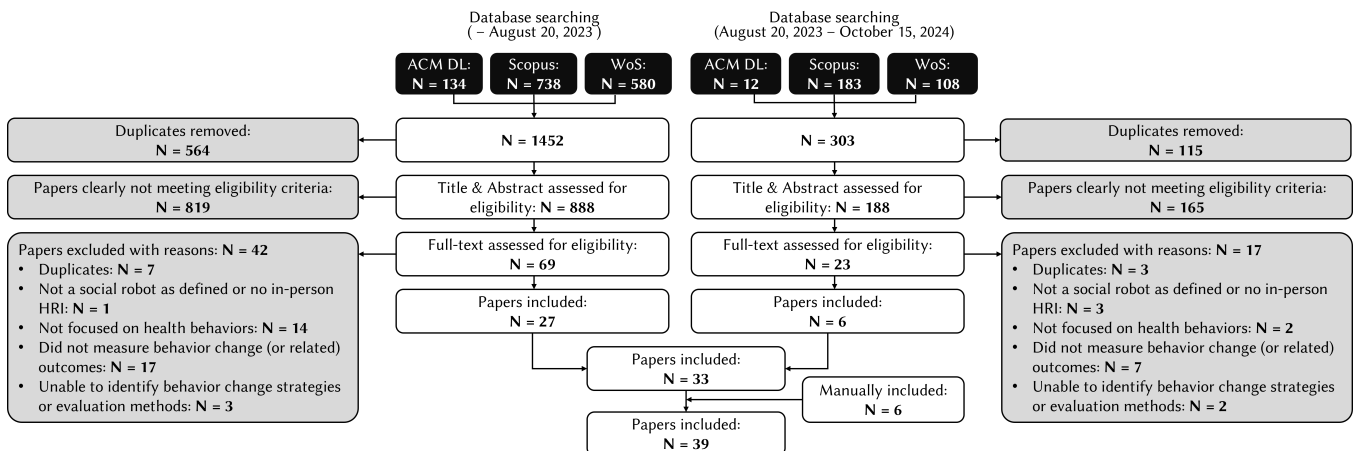 Database searching
( – August 20, 2023 )
ACM DL:
N = 134
Scopus:
N = 738
WoS:
N = 580
Duplicates removed:
N = 564
N = 1452
Papers clearly not meeting eligibility criteria:
N = 819
Title & Abstract assessed for
eligibility: N = 888
Papers excluded with reasons: N = 42
• Duplicates: N = 7
• Not a social robot as defined or no in-person
HRI: N = 1
• Not focused on health behaviors: N = 14
• Did not measure behavior change (or related)
outcomes: N = 17
• Unable to identify behavior change strategies
or evaluation methods: N = 3
Full-text assessed for eligibility:
N = 69
Papers included:
N = 27
Database searching
(August 20, 2023 – October 15, 2024)
ACM DL:
N = 12
Scopus:
N = 183
WoS:
N = 108
N = 303
Duplicates removed:
N = 115
Title & Abstract assessed for
eligibility: N = 188
Papers clearly not meeting eligibility criteria:
N = 165
Full-text assessed for eligibility:
N = 23
Papers excluded with reasons: N = 17
• Duplicates: N = 3
• Not a social robot as defined or no in-person
HRI: N = 3
• Not focused on health behaviors: N = 2
• Did not measure behavior change (or related)
outcomes: N = 7
• Unable to identify behavior change strategies
or evaluation methods: N = 2
Papers included:
N = 6
Papers included:
N = 33
Manually included:
N = 6
Papers included:
N = 39